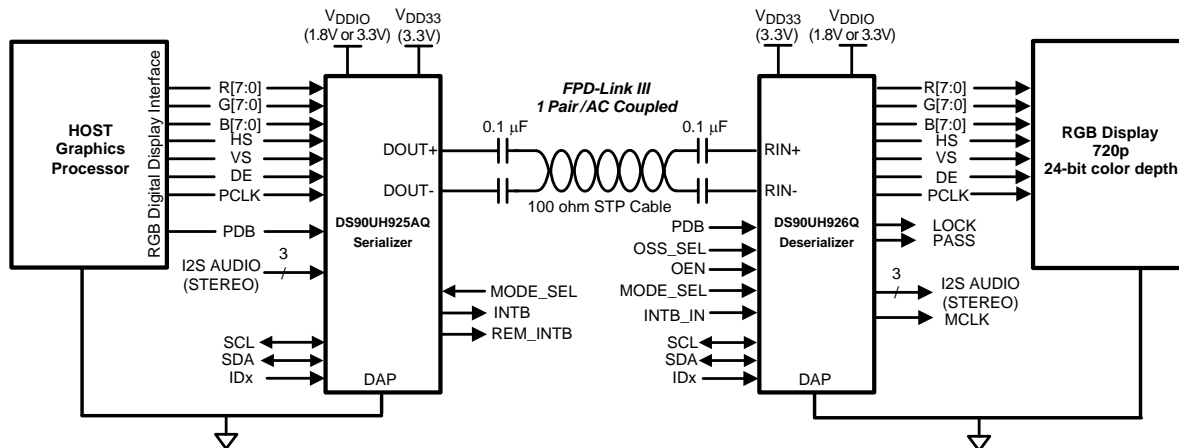 VDDIO
(1.8V or 3.3V)
VDD33
(3.3V)
VDD33
(3.3V)
VDDIO
(1.8V or 3.3V)
HOST
Graphics
Processor
RGB Digital Display Interface
R[7:0]
G[7:0]
B[7:0]
HS
VS
DE
PCLK
PDB
I2S AUDIO
(STEREO)
3
SCL
SDA
IDx
DOUT+
DOUT-
DS90UH925AQ
Serializer
DAP
MODE_SEL
INTB
REM_INTB
FPD-Link III
1 Pair /AC Coupled
0.1 μF
0.1 μF
100 ohm STP Cable
PDB
OSS_SEL
OEN
MODE_SEL
INTB_IN
SCL
SDA
IDx
RIN+
RIN-
DS90UH926Q
Deserializer
DAP
R[7:0]
G[7:0]
B[7:0]
HS
VS
DE
PCLK
LOCK
PASS
3
I2S AUDIO
(STEREO)
MCLK
RGB Display
720p
24-bit color depth